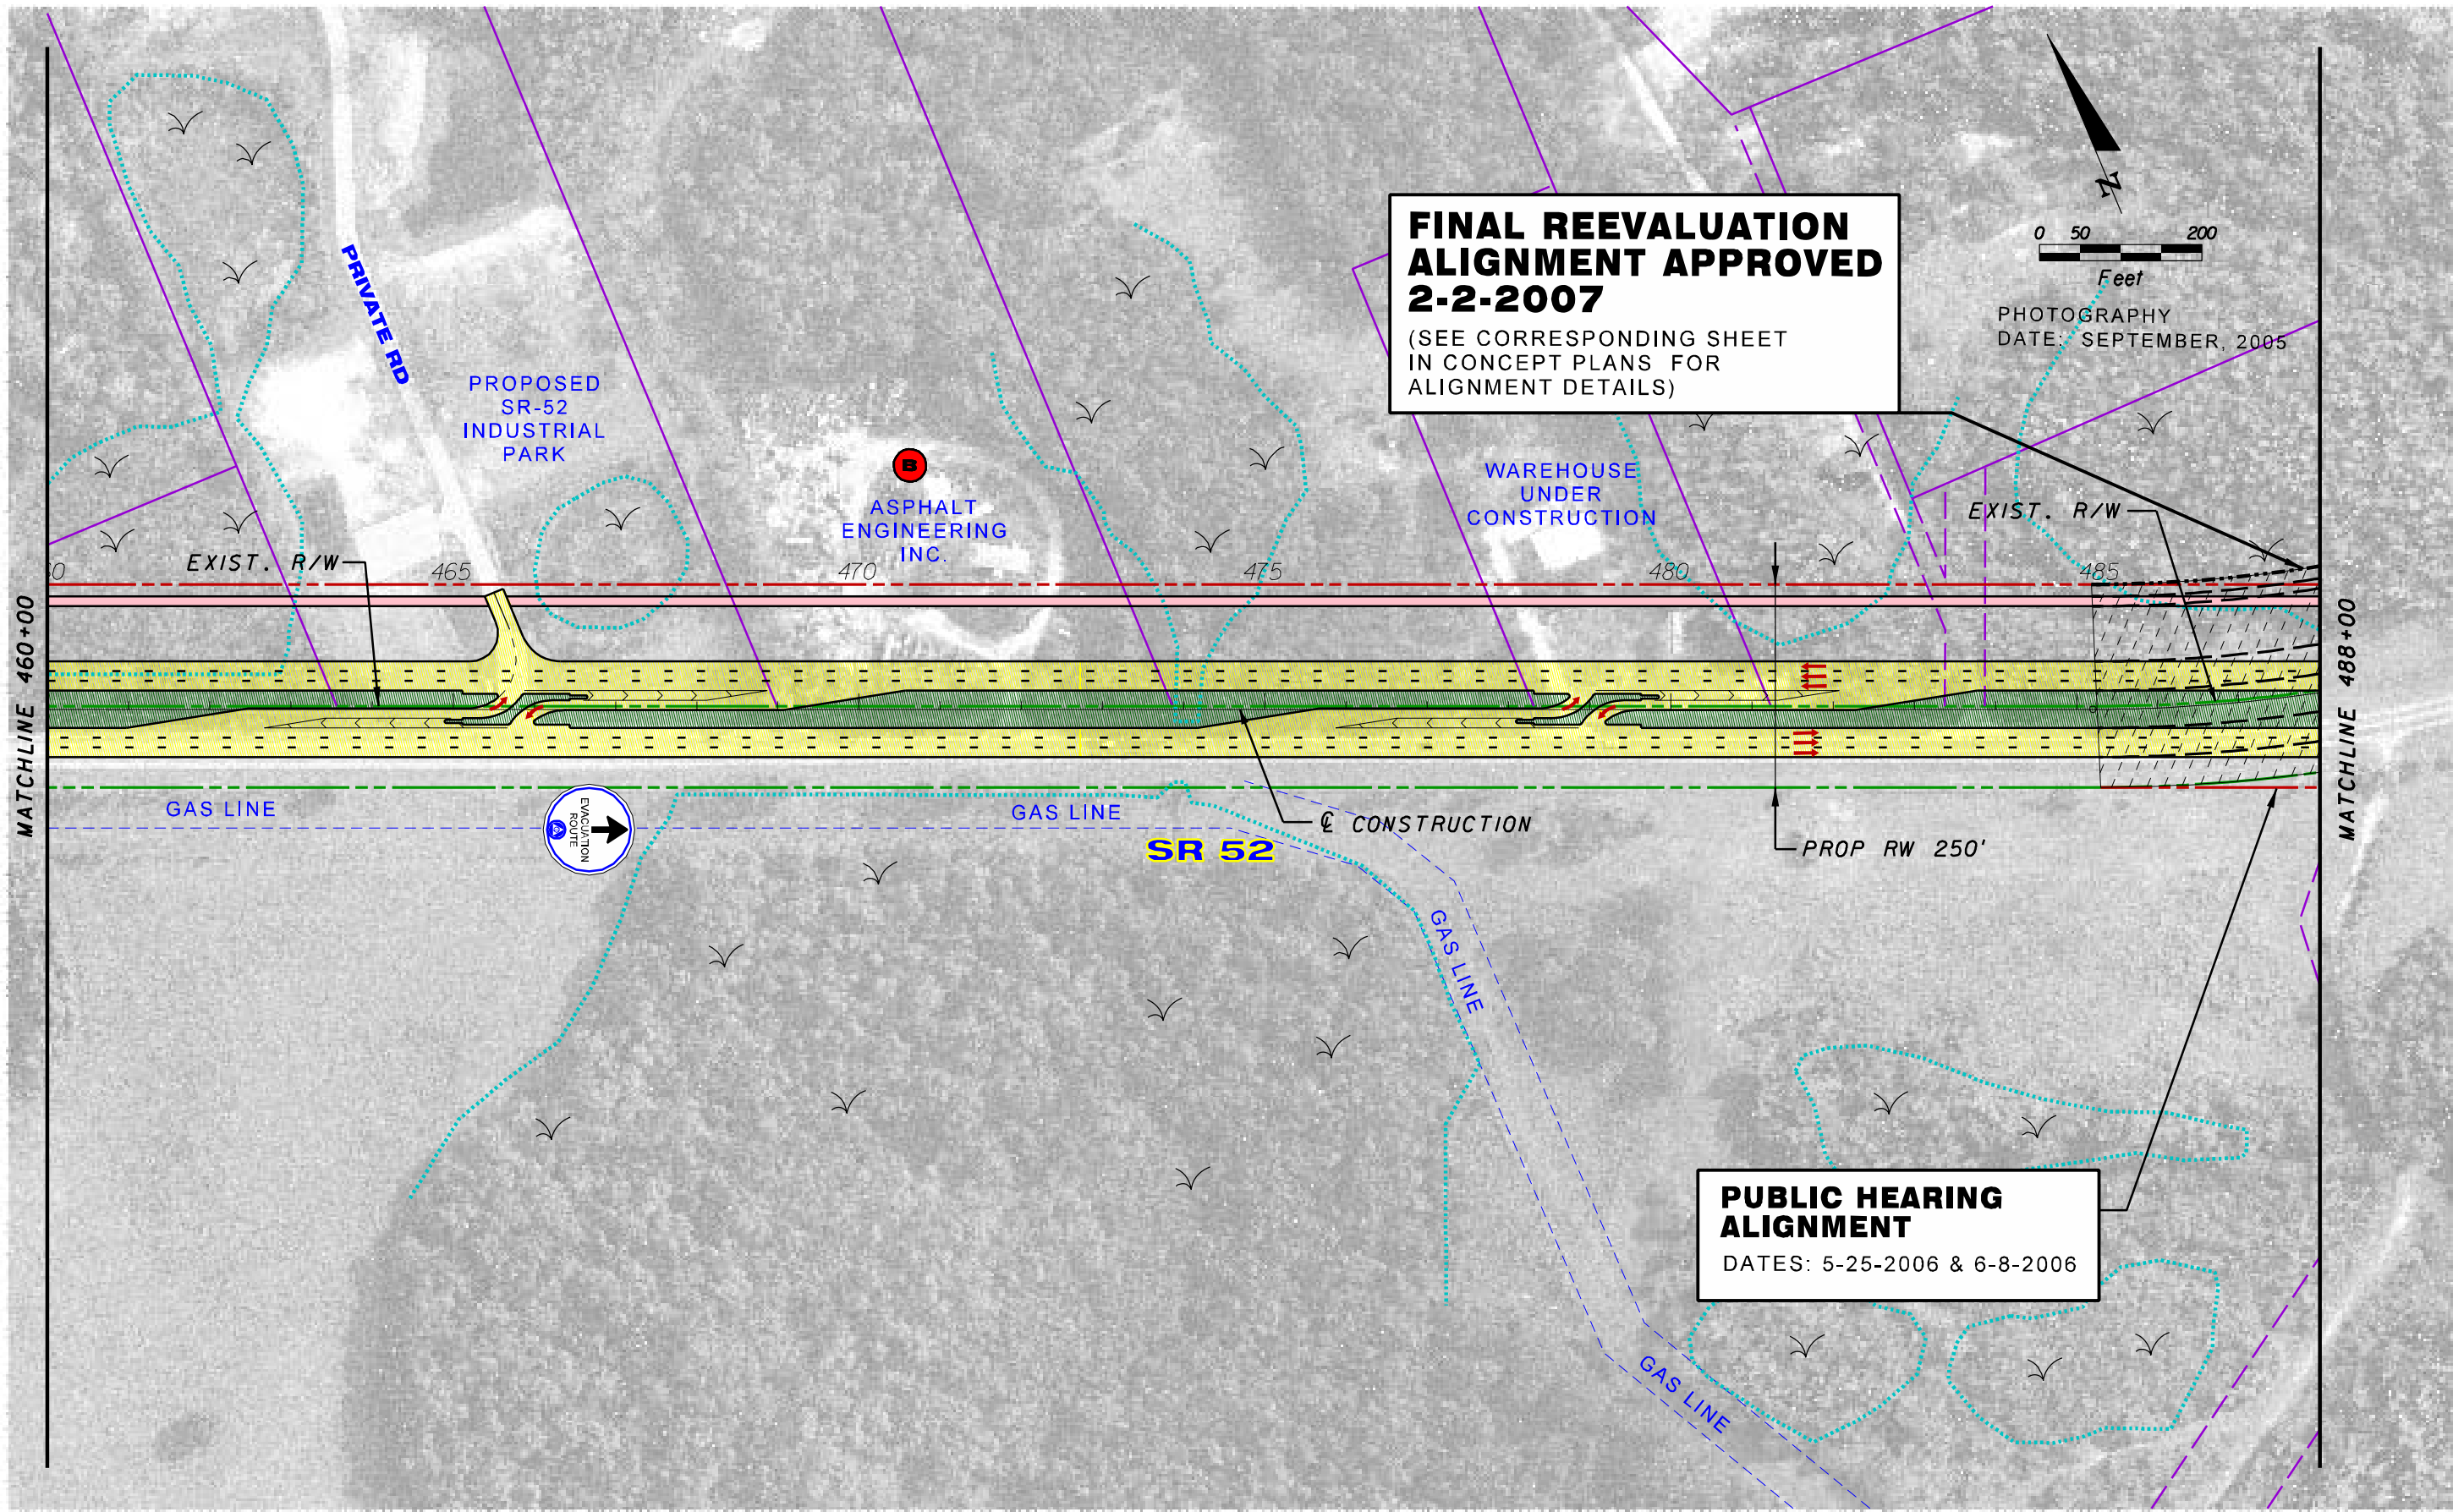 FINAL REEVALUATION
ALIGNMENT APPROVED
2-2-2007
(SEE CORRESPONDING SHEET
IN CONCEPT PLANS FOR
ALIGNMENT DETAILS)
N
0 50 200
Feet
PHOTOGRAPHY
DATE: SEPTEMBER, 2005
PRIVATE RD
PROPOSED
SR-52
INDUSTRIAL
PARK
B
ASPHALT
ENGINEERING
INC.
WAREHOUSE
UNDER
CONSTRUCTION
EXIST. R/W
EXIST. R/W
60
465
470
475
480
485
MATCHLINE 460+00
MATCHLINE 488+00
GAS LINE
EVACUATION
ROUTE
GAS LINE
SR 52
℄ CONSTRUCTION
PROP RW 250'
GAS LINE
GAS LINE
PUBLIC HEARING
ALIGNMENT
DATES: 5-25-2006 & 6-8-2006